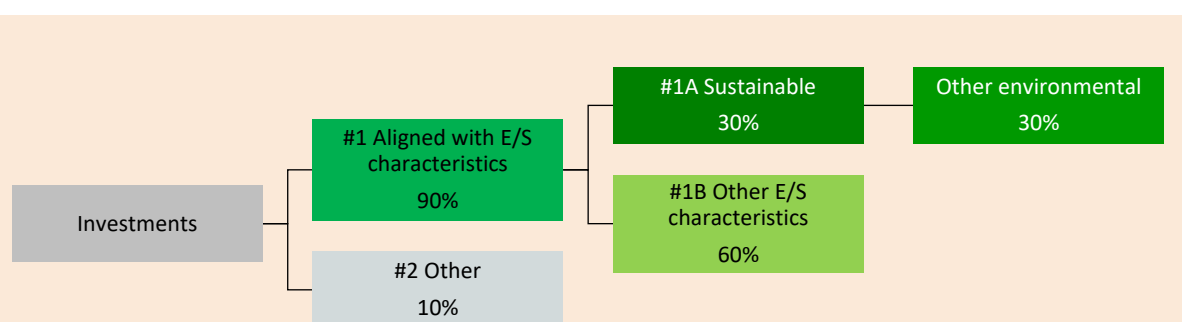 #1A Sustainable
30%
Other environmental
30%
#1 Aligned with E/S
characteristics
90%
#1B Other E/S
characteristics
60%
Investments
#2 Other
10%